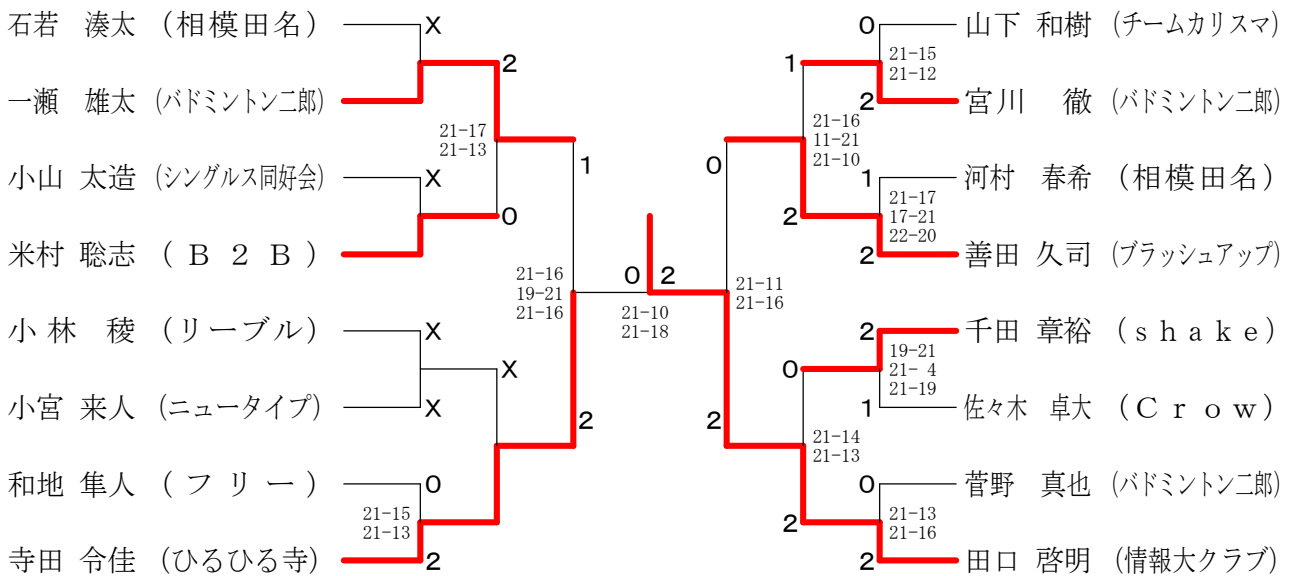 石若 湊太 (相模田名)
X
一瀬 雄太 (バドミントン二郎)
2
21-17
21-13
小山 太造 (シングルス同好会)
X
米村 聡志 (B2B)
0
1
21-16
19-21
21-16
小林 稜 (リーブル)
X
小宮 来人 (ニュータイプ)
X
X
2
和地 隼人 (フリー)
0
21-15
21-13
寺田 令佳 (ひるひる寺)
2
0 2
21-10
21-18
0 山下 和樹 (チームカリスマ)
21-15
21-12
1
2 宮川 徹 (バドミントン二郎)
21-16
11-21
21-10
0
1 河村 春希 (相模田名)
21-17
17-21
22-20
2
2 善田 久司 (ブラッシュアップ)
21-11
21-16
2 千田 章裕 (shake)
19-21
21- 4
21-19
0
1 佐々木 卓大 (Crow)
2
21-14
21-13
0 菅野 真也 (バドミントン二郎)
21-13
21-16
2
2 田口 啓明 (情報大クラブ)